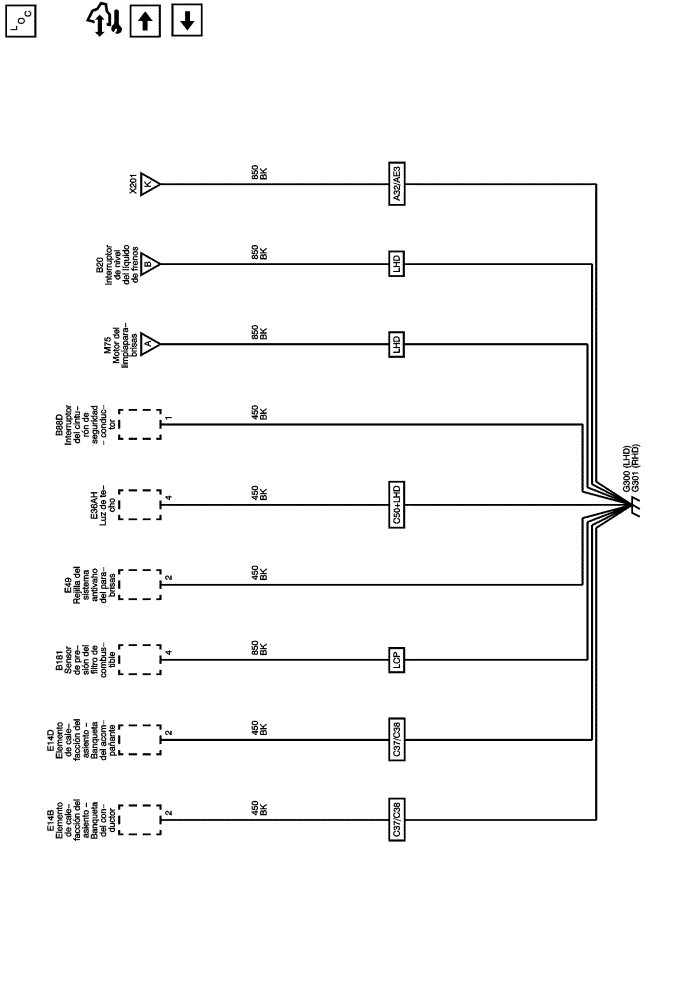 LOC
X201
K
850
BK
A32/AE3
B20
Interruptor
de nivel
del líquido
de frenos
B
850
BK
LHD
M75
Motor del
limpiapara–
brisas
A
850
BK
LHD
B88D
Interruptor
del cintu–
rón de
seguridad
– conduc–
tor
1
450
BK
E36AH
Luz de te–
cho
4
450
BK
C50+LHD
E49
Rejilla del
sistema
antivaho
del para–
brisas
2
450
BK
B181
Sensor
de pre–
sión del
filtro de
combus–
tible
4
850
BK
LCP
E14D
Elemento
de cale–
facción del
asiento –
Banqueta
del acom–
pañante
2
450
BK
C37/C38
E14B
Elemento
de cale–
facción del
asiento –
Banqueta
del con–
ductor
2
450
BK
C37/C38
G300 (LHD)
G301 (RHD)